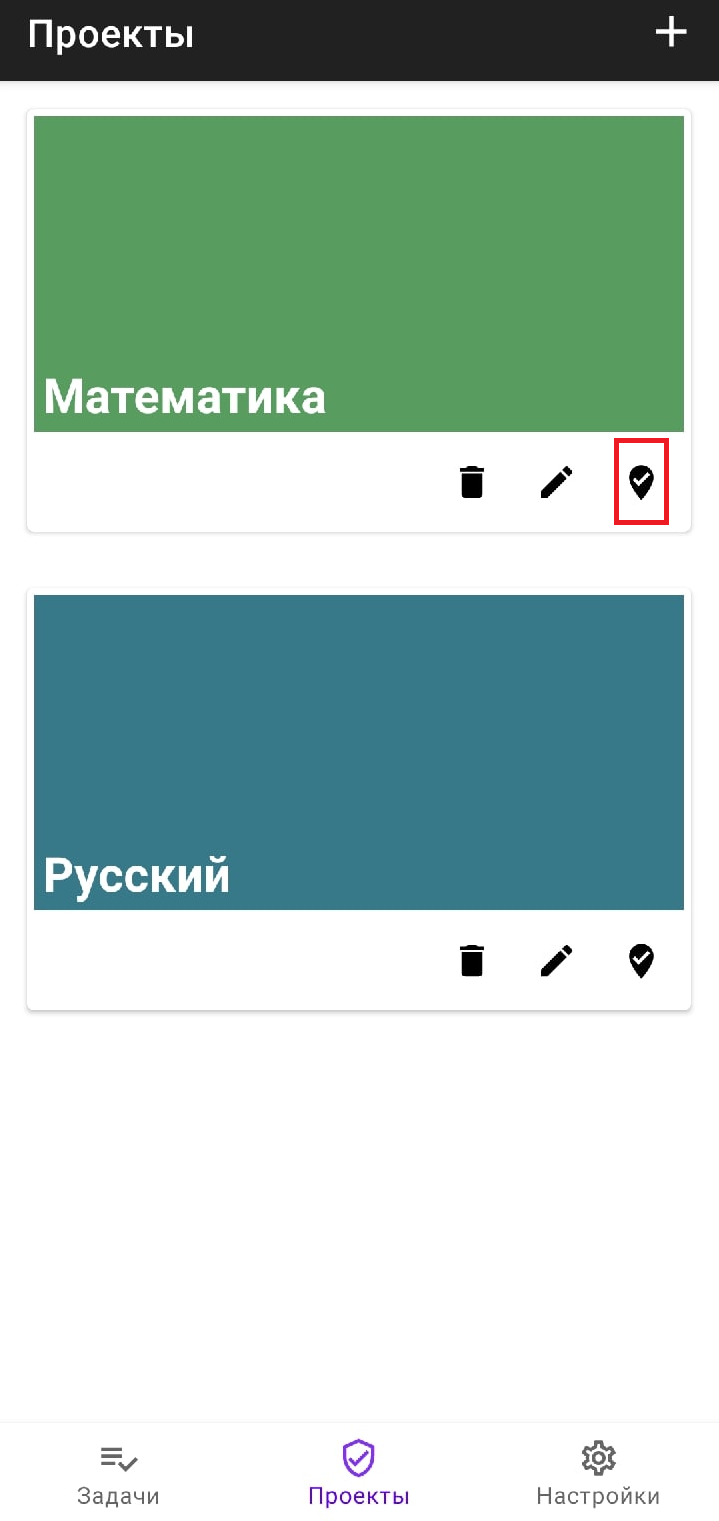 Проекты
Математика
Русский
Задачи
Проекты
Настройки